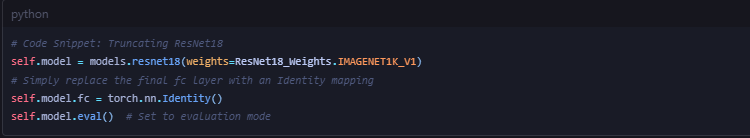 python
# Code Snippet: Truncating ResNet18
self.model = models.resnet18(weights=ResNet18_Weights.IMAGENET1K_V1)
# Simply replace the final fc layer with an Identity mapping
self.model.fc = torch.nn.Identity()
self.model.eval()  # Set to evaluation mode